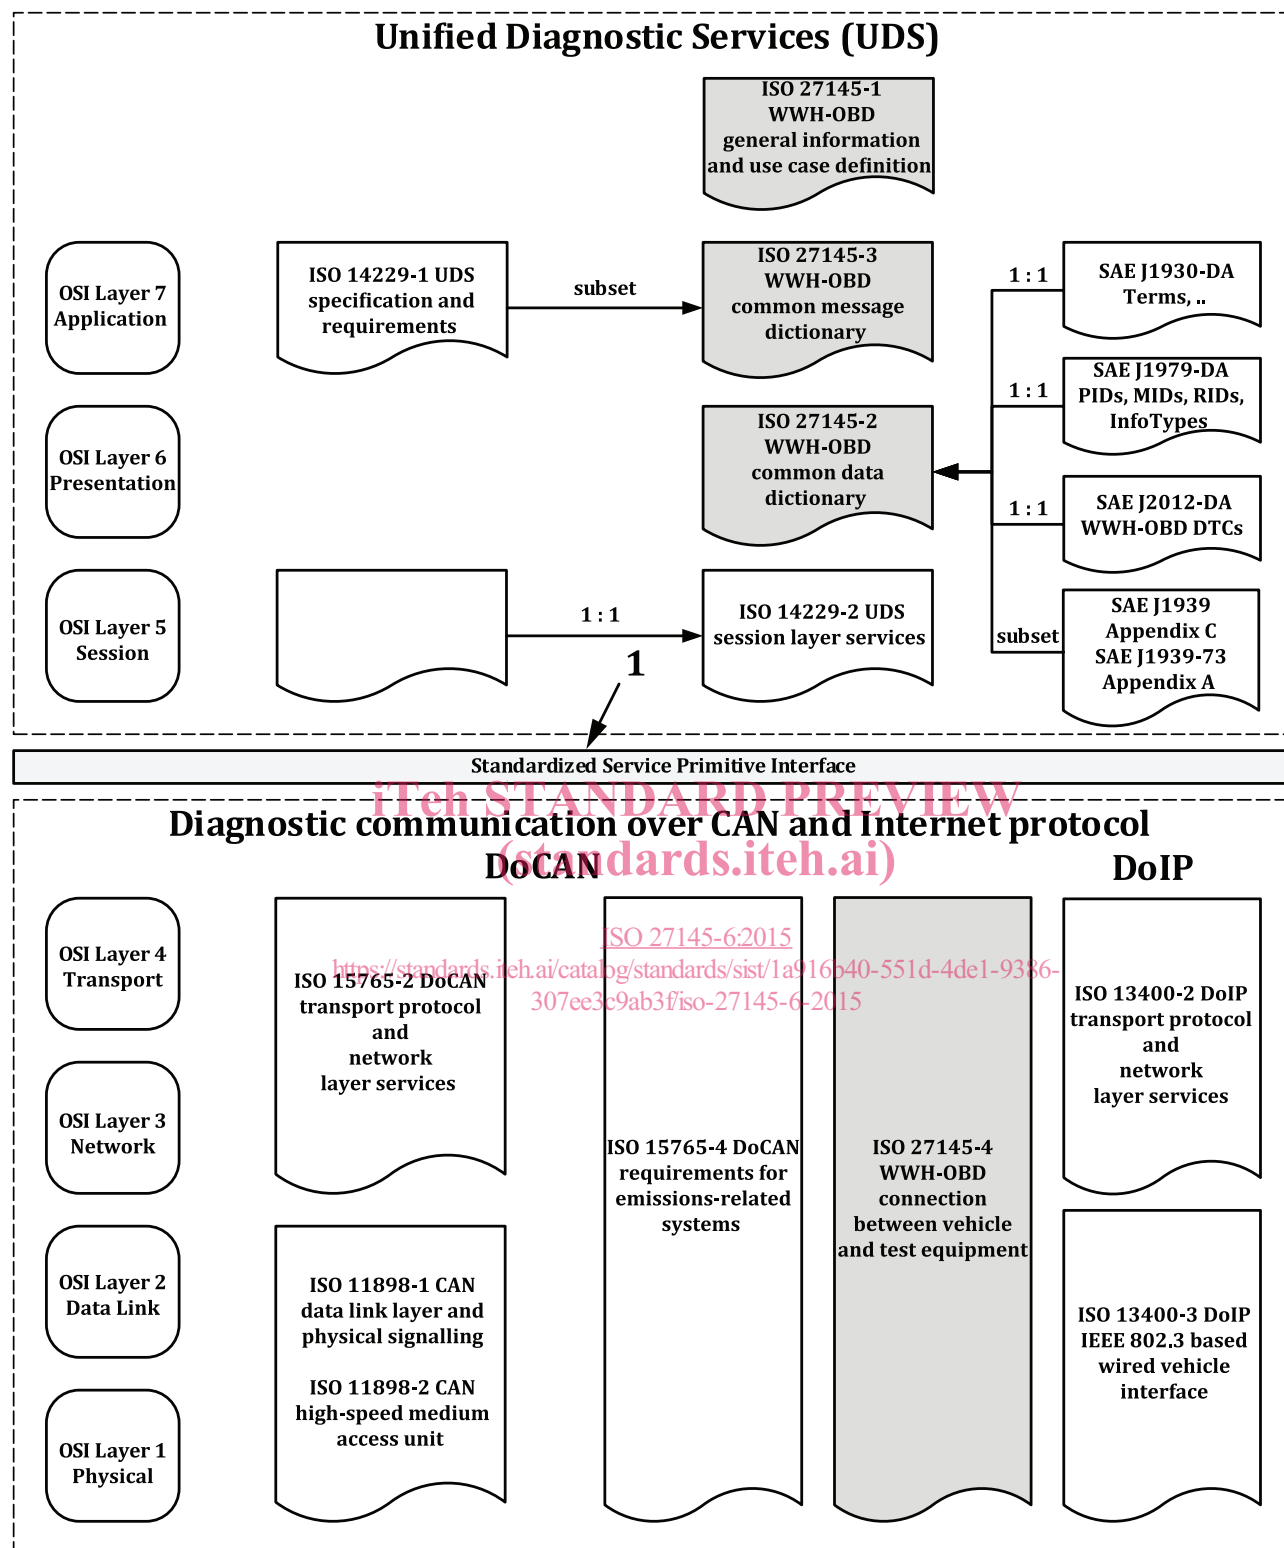 Unified Diagnostic Services (UDS)
ISO 27145-1
WWH-OBD
general information
and use case definition
OSI Layer 7
Application
ISO 14229-1 UDS
specification and
requirements
subset
ISO 27145-3
WWH-OBD
common message
dictionary
1 : 1
SAE J1930-DA
Terms, ..
1 : 1
SAE J1979-DA
PIDs, MIDs, RIDs,
InfoTypes
OSI Layer 6
Presentation
ISO 27145-2
WWH-OBD
common data
dictionary
1 : 1
SAE J2012-DA
WWH-OBD DTCs
OSI Layer 5
Session
1 : 1
ISO 14229-2 UDS
session layer services
subset
SAE J1939
Appendix C
SAE J1939-73
Appendix A
1
Standardized Service Primitive Interface
iTeh STANDARD PREVIEW
Diagnostic communication over CAN and Internet protocol
DoCAN
(standards.iteh.ai)
DoIP
ISO 27145-6:2015
https://standards.iteh.ai/catalog/standards/sist/1a916b40-551d-4de1-9386-
307ee3c9ab3f/iso-27145-6-2015
OSI Layer 4
Transport
ISO 15765-2 DoCAN
transport protocol
and
network
layer services
ISO 13400-2 DoIP
transport protocol
and
network
layer services
OSI Layer 3
Network
ISO 15765-4 DoCAN
requirements for
emissions-related
systems
ISO 27145-4
WWH-OBD
connection
between vehicle
and test equipment
OSI Layer 2
Data Link
ISO 11898-1 CAN
data link layer and
physical signalling
ISO 11898-2 CAN
high-speed medium
access unit
ISO 13400-3 DoIP
IEEE 802.3 based
wired vehicle
interface
OSI Layer 1
Physical